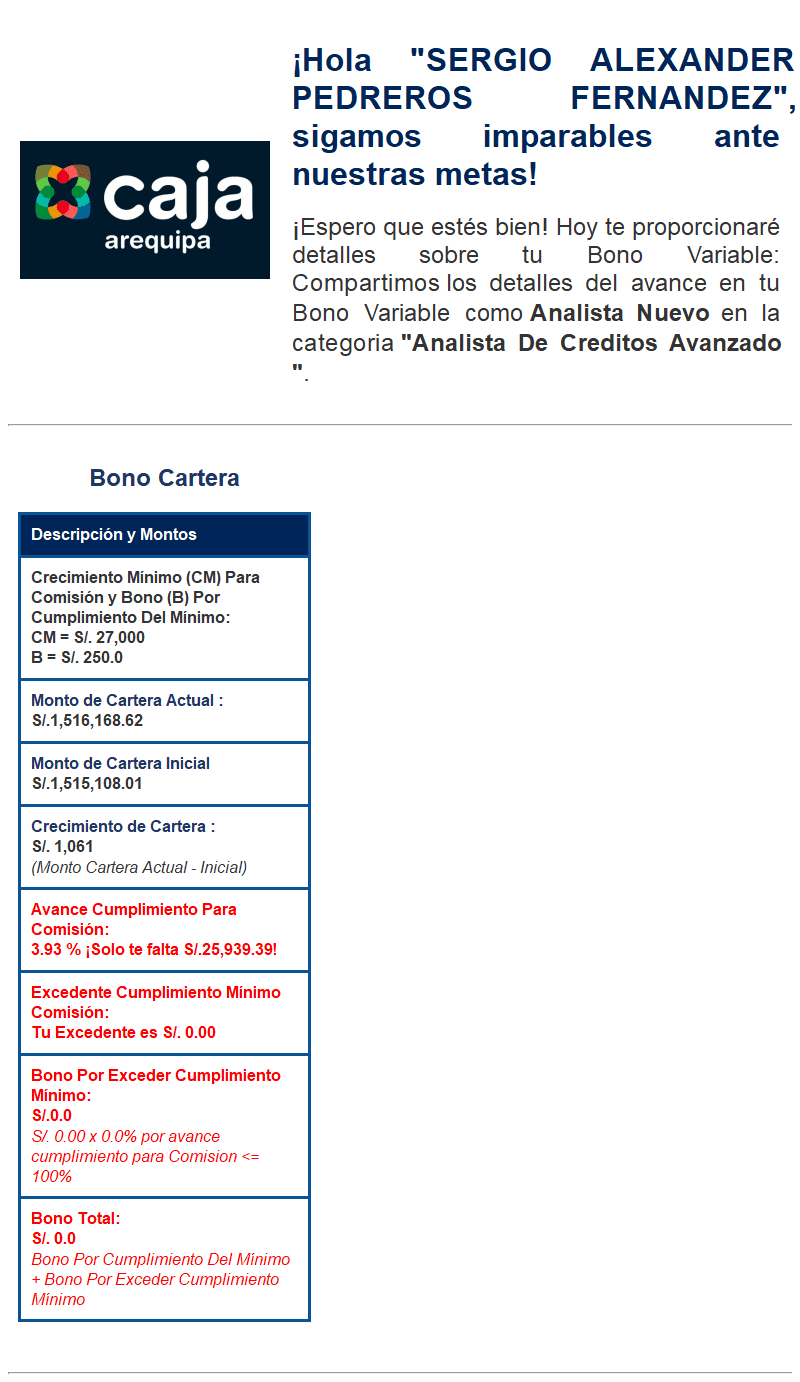 caja
arequipa
¡Hola "SERGIO ALEXANDER
PEDREROS FERNANDEZ",
sigamos imparables ante
nuestras metas!
¡Espero que estés bien! Hoy te proporcionaré
detalles sobre tu Bono Variable:
Compartimos los detalles del avance en tu
Bono Variable como Analista Nuevo en la
categoria "Analista De Creditos Avanzado
".
Bono Cartera
Descripción y Montos
Crecimiento Mínimo (CM) Para
Comisión y Bono (B) Por
Cumplimiento Del Mínimo:
CM = S/. 27,000
B = S/. 250.0
Monto de Cartera Actual :
S/.1,516,168.62
Monto de Cartera Inicial
S/.1,515,108.01
Crecimiento de Cartera :
S/. 1,061
(Monto Cartera Actual - Inicial)
Avance Cumplimiento Para
Comisión:
3.93 % ¡Solo te falta S/.25,939.39!
Excedente Cumplimiento Mínimo
Comisión:
Tu Excedente es S/. 0.00
Bono Por Exceder Cumplimiento
Mínimo:
S/.0.0
S/. 0.00 x 0.0% por avance
cumplimiento para Comision <=
100%
Bono Total:
S/. 0.0
Bono Por Cumplimiento Del Mínimo
+ Bono Por Exceder Cumplimiento
Mínimo